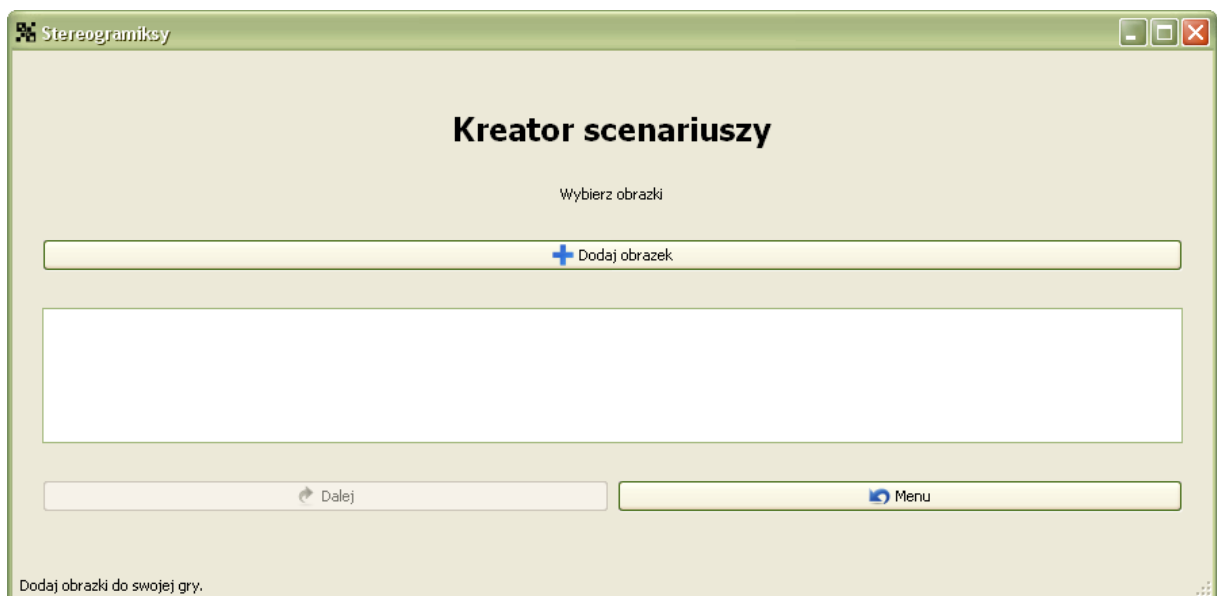 Stereogramiksy
Kreator scenariuszy
Wybierz obrazki
Dodaj obrazek
Dalej
Menu
Dodaj obrazki do swojej gry.